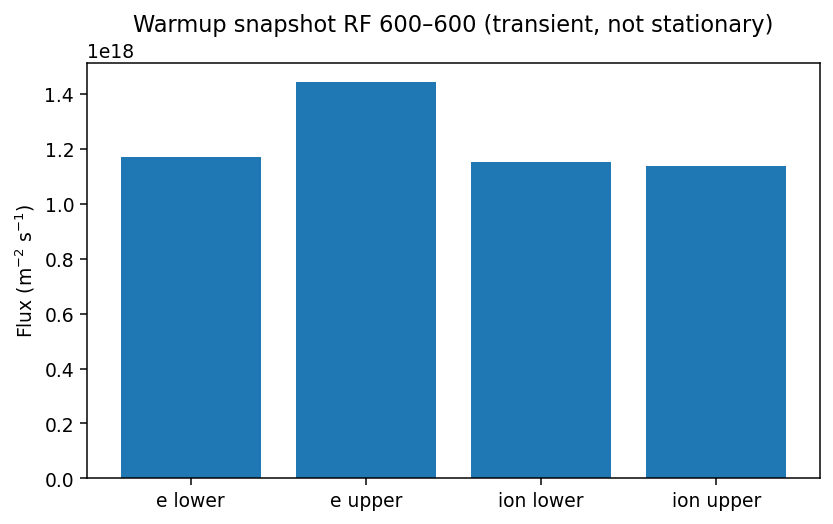 Warmup snapshot RF 600–600 (transient, not stationary)
1e18
1.4
1.2
1.0
0.8
0.6
0.4
0.2
0.0
Flux (m⁻² s⁻¹)
e lower
e upper
ion lower
ion upper